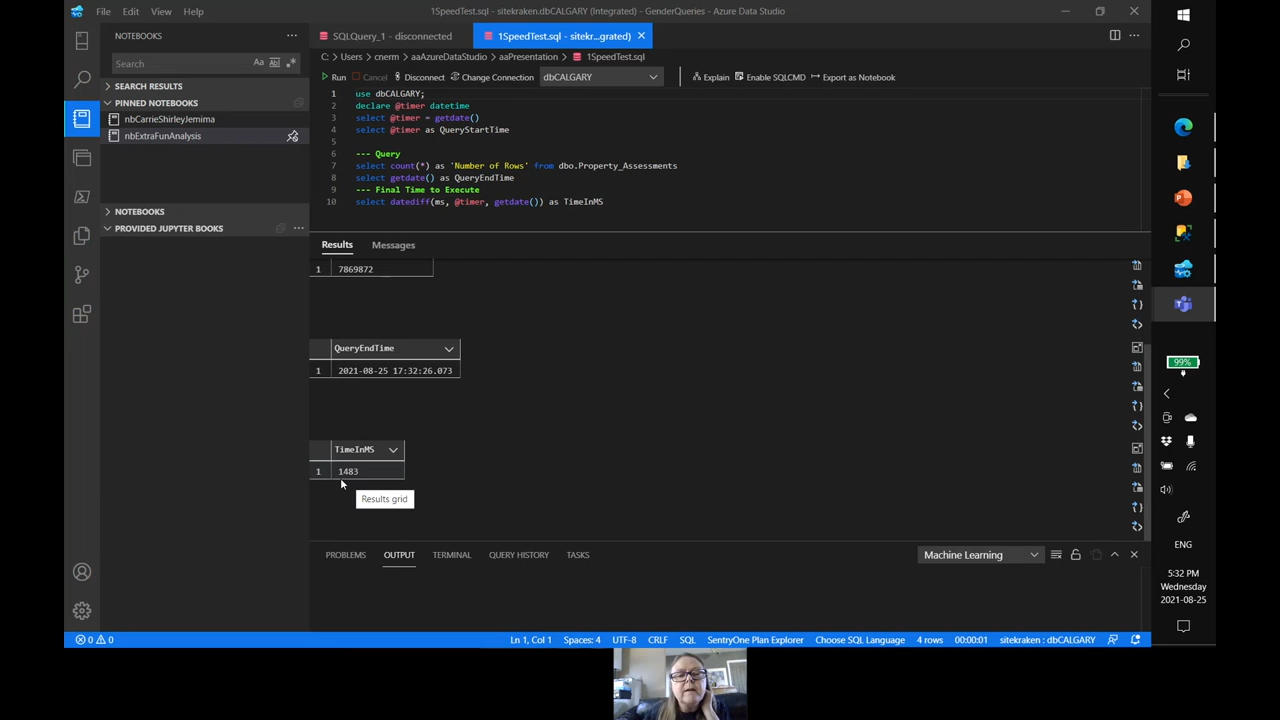 File Edit View Help
1SpeedTest.sql - sitekraken.dbCALGARY (Integrated) - GenderQueries - Azure Data Studio
NOTEBOOKS
Search
Aa
SEARCH RESULTS
PINNED NOTEBOOKS
nbCarrieShirleyJemima
nbExtraFunAnalysis
NOTEBOOKS
PROVIDED JUPYTER BOOKS
SQLQuery_1 - disconnected
1SpeedTest.sql - sitekr...grated)
C: > Users > cnerm > aaAzureDataStudio > aaPresentation > 1SpeedTest.sql
Run Cancel Disconnect Change Connection dbCALGARY Explain Enable SQLCMD Export as Notebook
1 use dbCALGARY;
2 declare @timer datetime
3 select @timer = getdate()
4 select @timer as QueryStartTime
5
6 --- Query
7 select count(*) as 'Number of Rows' from dbo.Property_Assessments
8 select getdate() as QueryEndTime
9 --- Final Time to Execute
10 select datediff(ms, @timer, getdate()) as TimeInMS
Results Messages
1 7869872
QueryEndTime
1 2021-08-25 17:32:26.073
TimeInMS
1 1483
Results grid
PROBLEMS OUTPUT TERMINAL QUERY HISTORY TASKS
Machine Learning
0 0
Ln 1, Col 1 Spaces: 4 UTF-8 CRLF SQL SentryOne Plan Explorer Choose SQL Language 4 rows 00:00:01 sitekraken : dbCALGARY
99%
ENG
5:32 PM
Wednesday
2021-08-25